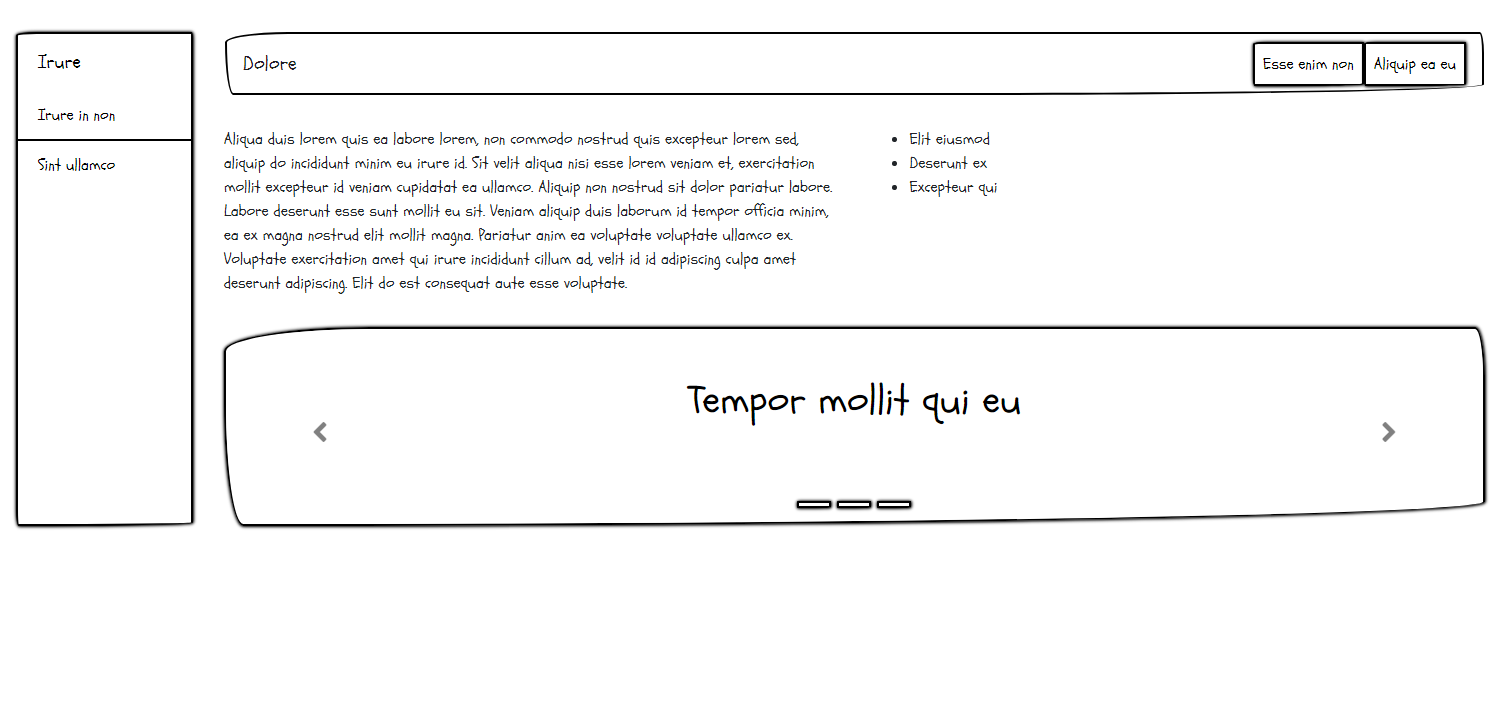 Irure
Irure in non
Sint ullamco
Dolore
Esse enim non
Aliquip ea eu
Aliqua duis lorem quis ea labore lorem, non commodo nostrud quis excepteur lorem sed,
aliquip do incididunt minim eu irure id. Sit velit aliqua nisi esse lorem veniam et, exercitation
mollit excepteur id veniam cupidatat ea ullamco. Aliquip non nostrud sit dolor pariatur labore.
Labore deserunt esse sunt mollit eu sit. Veniam aliquip duis laborum id tempor officia minim,
ea ex magna nostrud elit mollit magna. Pariatur anim ea voluptate voluptate ullamco ex.
Voluptate exercitation amet qui irure incididunt cillum ad, velit id id adipiscing culpa amet
deserunt adipiscing. Elit do est consequat aute esse voluptate.
Elit eiusmod
Deserunt ex
Excepteur qui
Tempor mollit qui eu